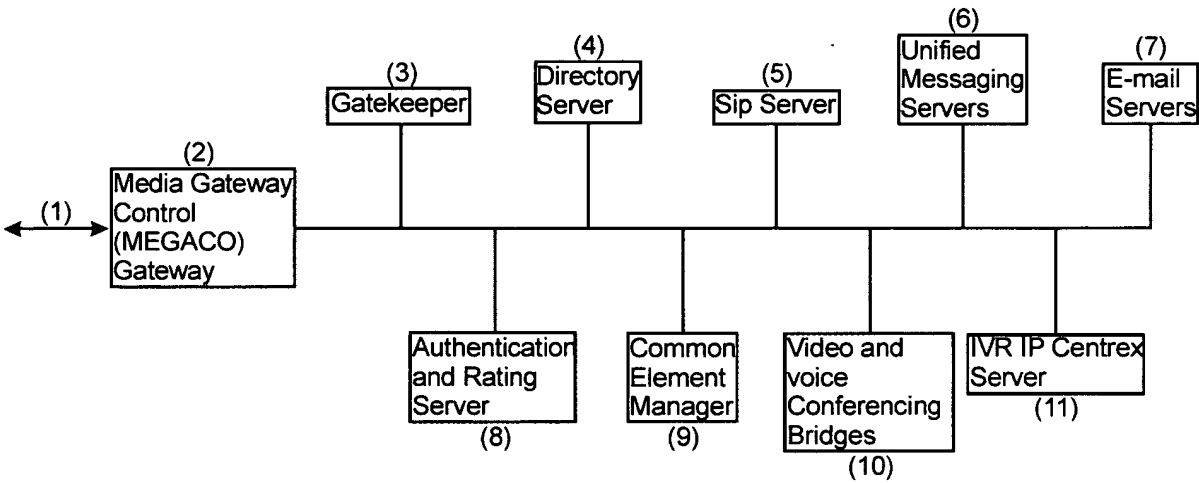 (1)
(2)
Media Gateway
Control
(MEGACO)
Gateway
(3)
Gatekeeper
(4)
Directory
Server
(5)
Sip Server
(6)
Unified
Messaging
Servers
(7)
E-mail
Servers
Authentication
and Rating
Server
(8)
Common
Element
Manager
(9)
Video and
voice
Conferencing
Bridges
(10)
IVR IP Centrex
Server
(11)